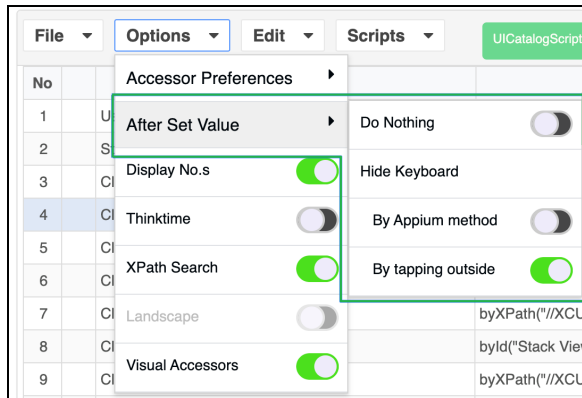 File
Options
Edit
Scripts
UICatalogScript
No
Accessor Preferences
1
After Set Value
Do Nothing
2
3
Display No.s
Hide Keyboard
4
Thinktime
By Appium method
5
XPath Search
By tapping outside
6
7
Landscape
byXPath("//XCU
8
Visual Accessors
byId("Stack Vie
9
byXPath("//XCU